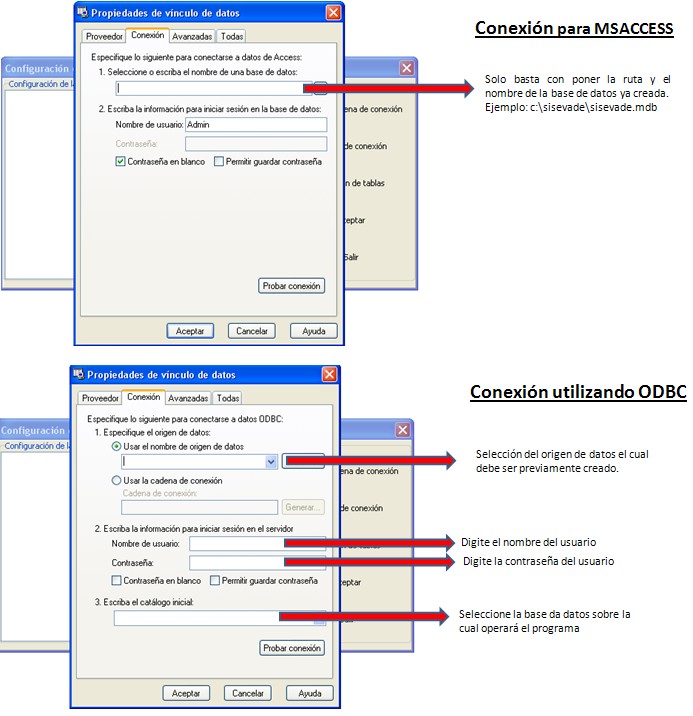 Conexión para MSACCESS
Propiedades de vínculo de datos
Proveedor Conexión Avanzadas Todas
Especifique lo siguiente para conectarse a datos de Access:
1. Seleccione o escriba el nombre de una base de datos:
2. Escriba la información para iniciar sesión en la base de datos:
Nombre de usuario: Admin
Contraseña:
Contraseña en blanco Permitir guardar contraseña
Probar conexión
Aceptar Cancelar Ayuda
Configuración
Configuración de la
ena de conexión
de conexión
n de tablas
eptar
Salir
Solo basta con poner la ruta y el
nombre de la base de datos ya creada.
Ejemplo: c:\sisevade\sisevade.mdb
Conexión utilizando ODBC
Propiedades de vínculo de datos
Proveedor Conexión Avanzadas Todas
Especifique lo siguiente para conectarse a datos ODBC:
1. Especifique el origen de datos:
Usar el nombre de origen de datos
Usar la cadena de conexión
Cadena de conexión:
Generar...
2. Escriba la información para iniciar sesión en el servidor
Nombre de usuario:
Contraseña:
Contraseña en blanco Permitir guardar contraseña
3. Escriba el catálogo inicial:
Probar conexión
Aceptar Cancelar Ayuda
Configuración
Configuración de la
ena de conexión
de conexión
ceptar
Selección del origen de datos el cual
debe ser previamente creado.
Digite el nombre del usuario
Digite la contraseña del usuario
Seleccione la base da datos sobre la
cual operará el programa